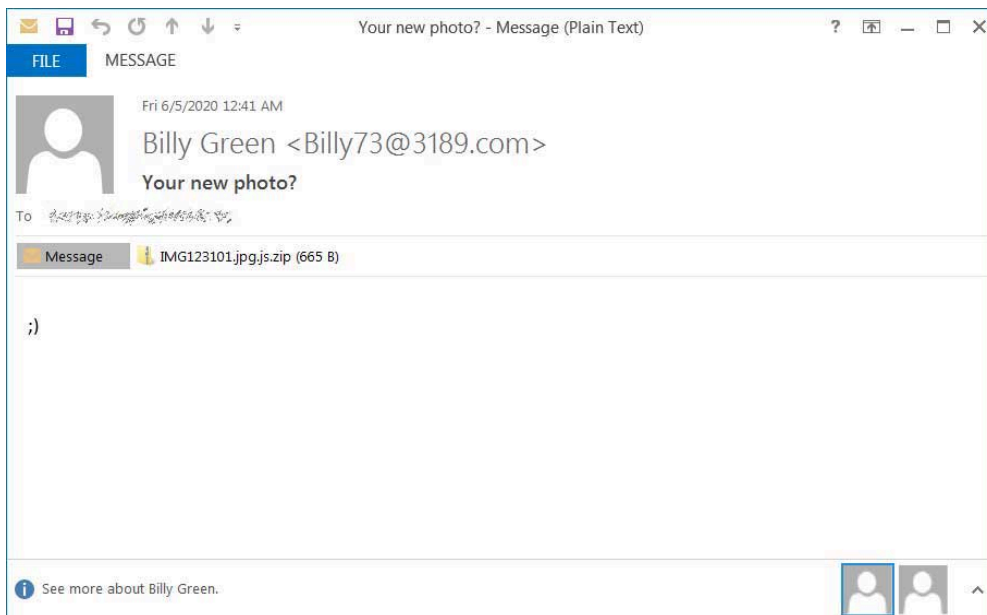 Your new photo? - Message (Plain Text)
?
FILE MESSAGE
Fri 6/5/2020 12:41 AM
Billy Green <Billy73@3189.com>
Your new photo?
To
Message IMG123101.jpg.js.zip (665 B)
;)
See more about Billy Green.